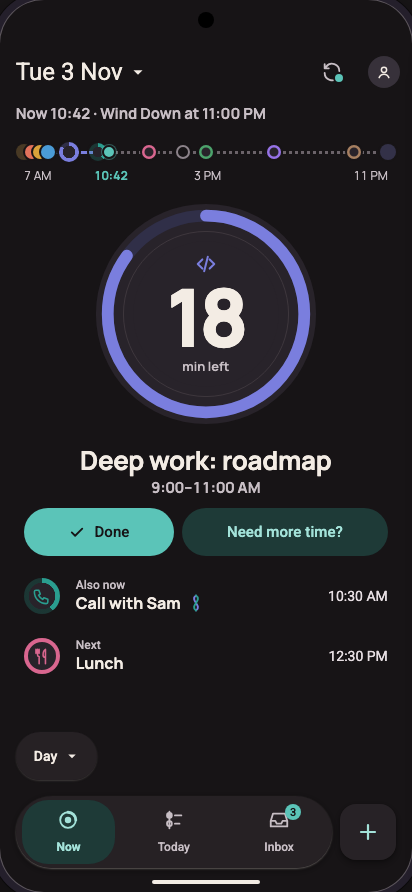 Tue 3 Nov
Now 10:42 · Wind Down at 11:00 PM
7 AM 10:42 3 PM 11 PM
</>
18
min left
Deep work: roadmap
9:00–11:00 AM
Done Need more time?
Also now
Call with Sam 10:30 AM
Next
Lunch 12:30 PM
Day
3
Now Today Inbox